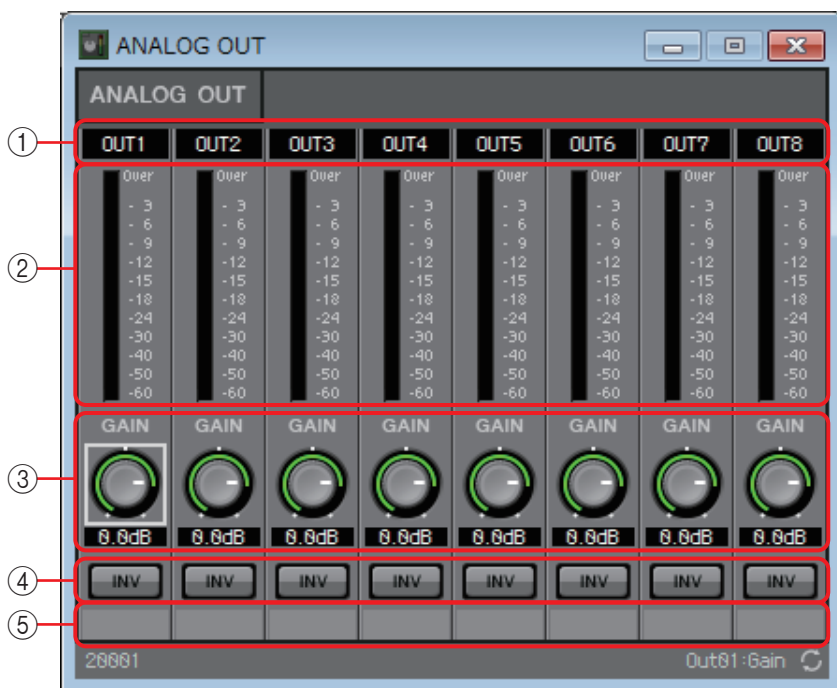 ANALOG OUT
ANALOG OUT
① OUT1 OUT2 OUT3 OUT4 OUT5 OUT6 OUT7 OUT8
② Over Over Over Over Over Over Over Over
- 3 - 3 - 3 - 3 - 3 - 3 - 3 - 3
- 6 - 6 - 6 - 6 - 6 - 6 - 6 - 6
- 9 - 9 - 9 - 9 - 9 - 9 - 9 - 9
-12 -12 -12 -12 -12 -12 -12 -12
-15 -15 -15 -15 -15 -15 -15 -15
-18 -18 -18 -18 -18 -18 -18 -18
-24 -24 -24 -24 -24 -24 -24 -24
-30 -30 -30 -30 -30 -30 -30 -30
-40 -40 -40 -40 -40 -40 -40 -40
-50 -50 -50 -50 -50 -50 -50 -50
-60 -60 -60 -60 -60 -60 -60 -60
③ GAIN GAIN GAIN GAIN GAIN GAIN GAIN GAIN
0.0dB 0.0dB 0.0dB 0.0dB 0.0dB 0.0dB 0.0dB 0.0dB
④ INV INV INV INV INV INV INV INV
⑤
20001 Out01:Gain